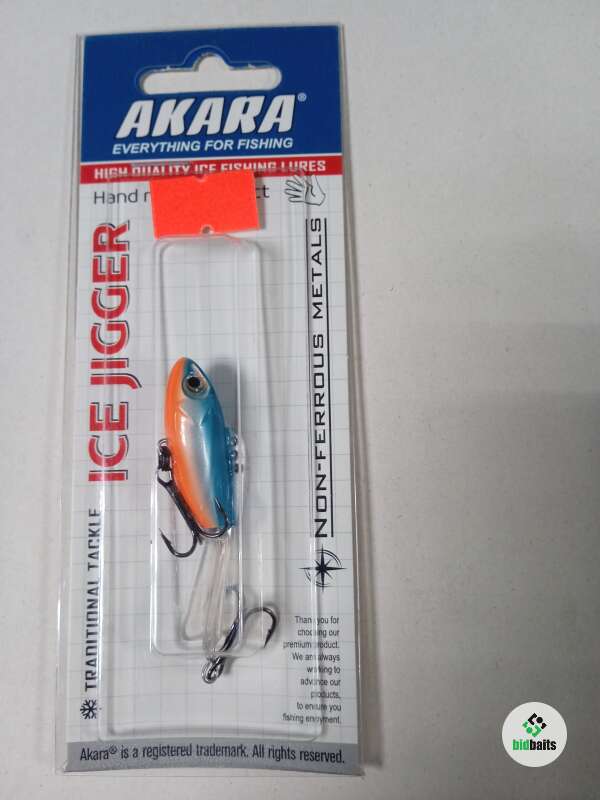 AKARA®
EVERYTHING FOR FISHING
HIGH QUALITY ICE FISHING LURES
Hand
ICE JIGGER
TRADITIONAL TACKLE
NON-FERROUS METALS
Thank you for
choosing our
premium product.
We are always
working to
advance our
products,
to ensure you
fishing enjoyment.
Akara® is a registered trademark. All rights reserved.
bidbaits